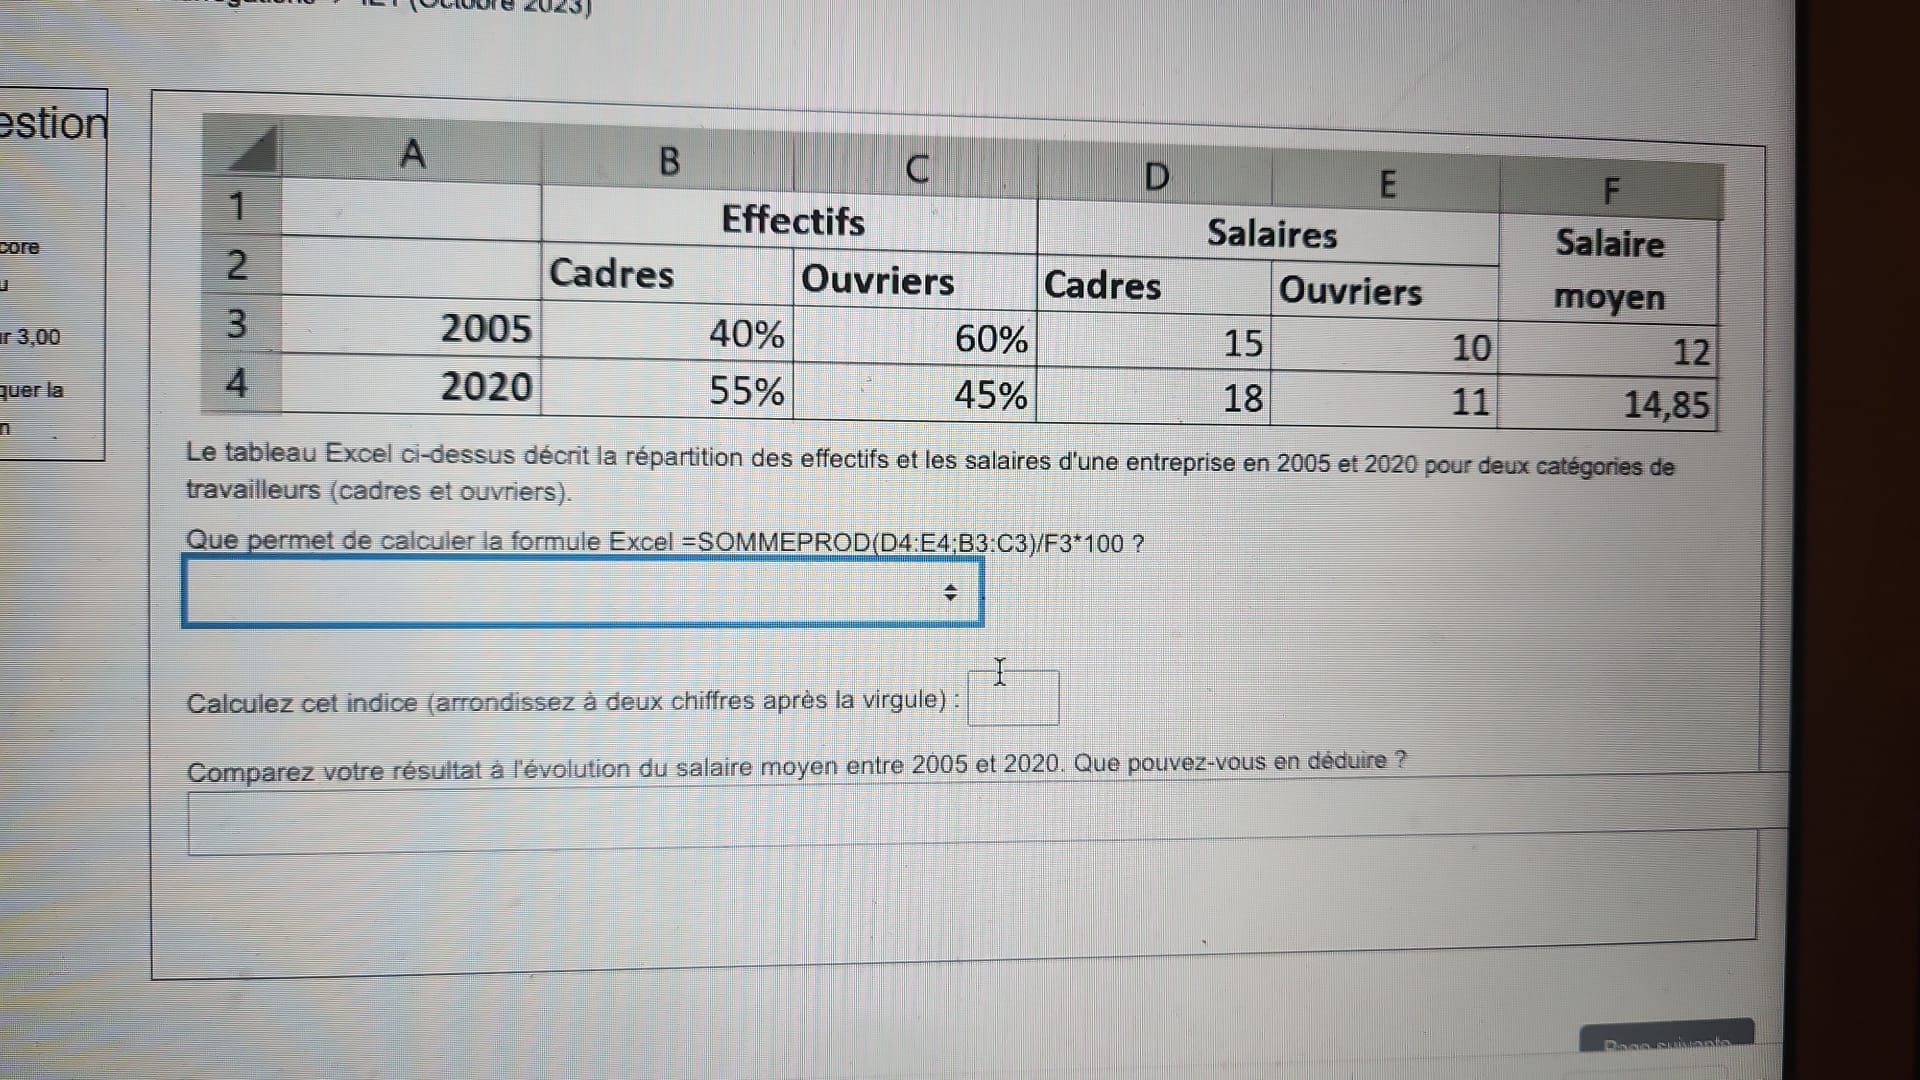 (Octobre 2023)
estion
core
u
ur 3,00
quer la
n
A B C D E F
1 Effectifs Salaires Salaire
2 Cadres Ouvriers Cadres Ouvriers moyen
3 2005 40% 60% 15 10 12
4 2020 55% 45% 18 11 14,85
Le tableau Excel ci-dessus décrit la répartition des effectifs et les salaires d'une entreprise en 2005 et 2020 pour deux catégories de
travailleurs (cadres et ouvriers).
Que permet de calculer la formule Excel =SOMMEPROD(D4:E4;B3:C3)/F3*100 ?
Calculez cet indice (arrondissez à deux chiffres après la virgule) :
Comparez votre résultat à l'évolution du salaire moyen entre 2005 et 2020. Que pouvez-vous en déduire ?
Page suivante